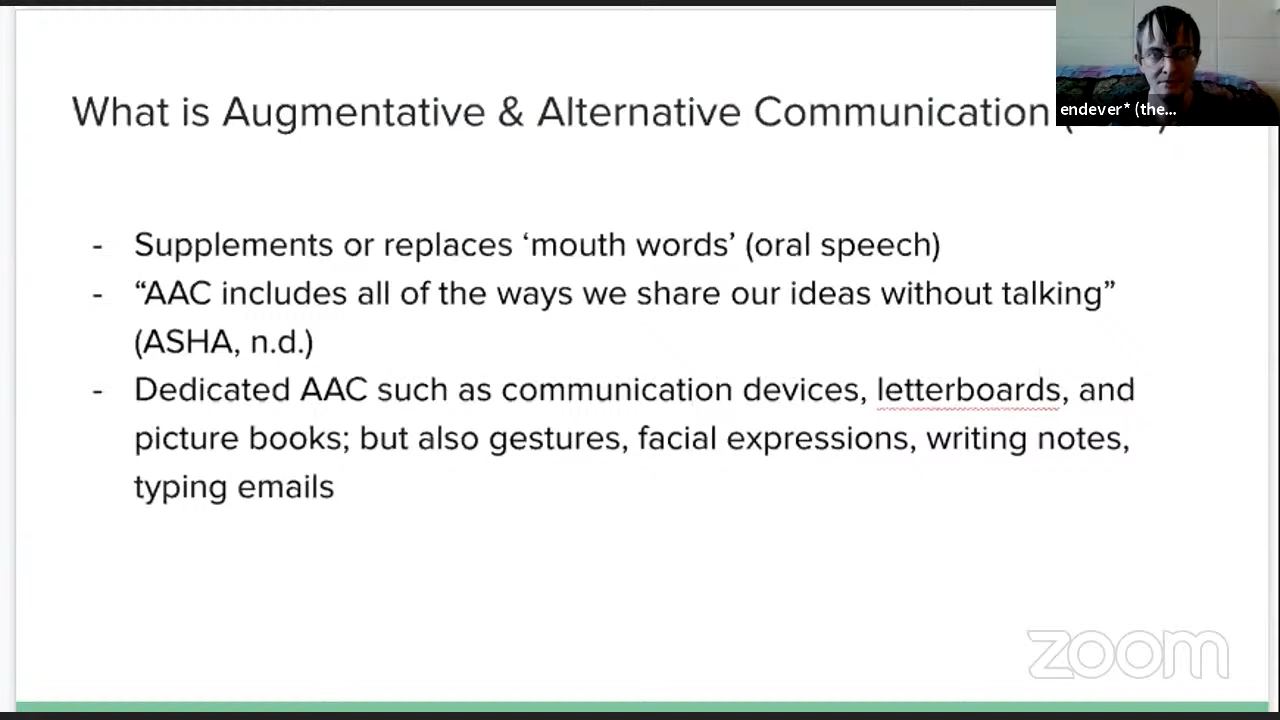 What is Augmentative & Alternative Communication
endever* (the...
- Supplements or replaces ‘mouth words’ (oral speech)
- “AAC includes all of the ways we share our ideas without talking”
(ASHA, n.d.)
- Dedicated AAC such as communication devices, letterboards, and
picture books; but also gestures, facial expressions, writing notes,
typing emails
zoom